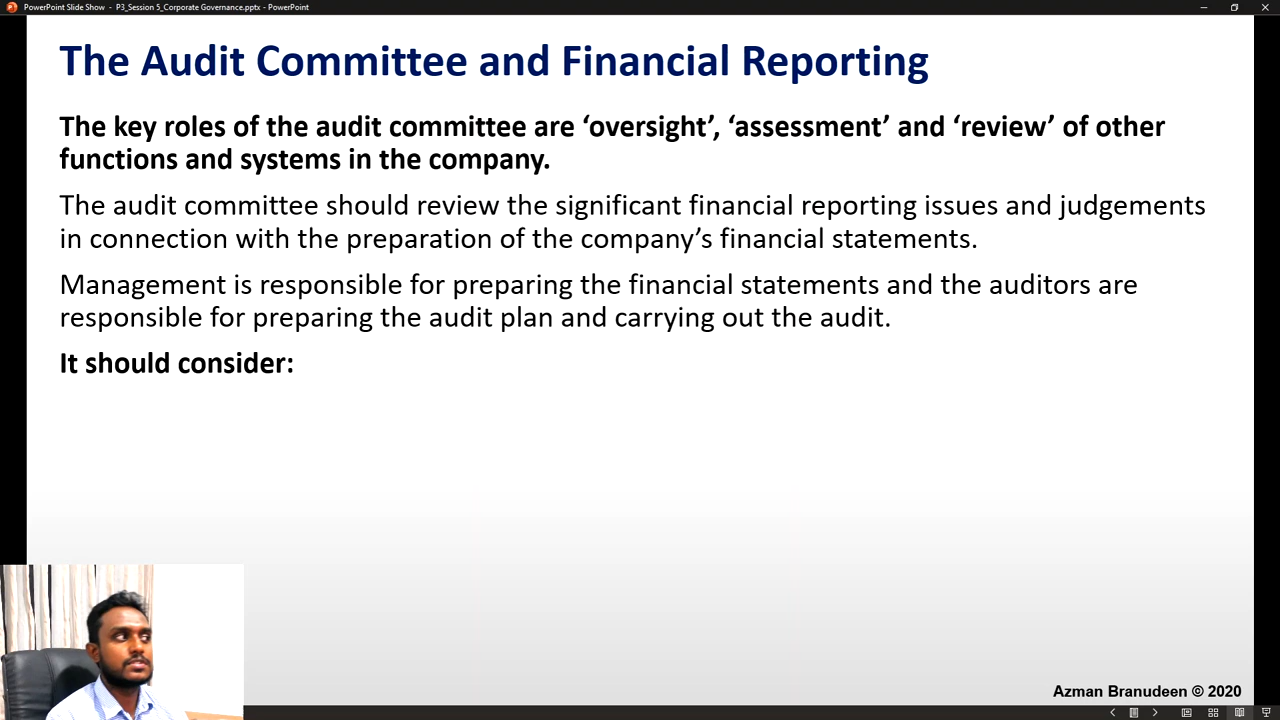 PowerPoint Slide Show - P3_Session 5_Corporate Governance.pptx - PowerPoint
The Audit Committee and Financial Reporting
The key roles of the audit committee are ‘oversight’, ‘assessment’ and ‘review’ of other
functions and systems in the company.
The audit committee should review the significant financial reporting issues and judgements
in connection with the preparation of the company’s financial statements.
Management is responsible for preparing the financial statements and the auditors are
responsible for preparing the audit plan and carrying out the audit.
It should consider:
Azman Branudeen © 2020